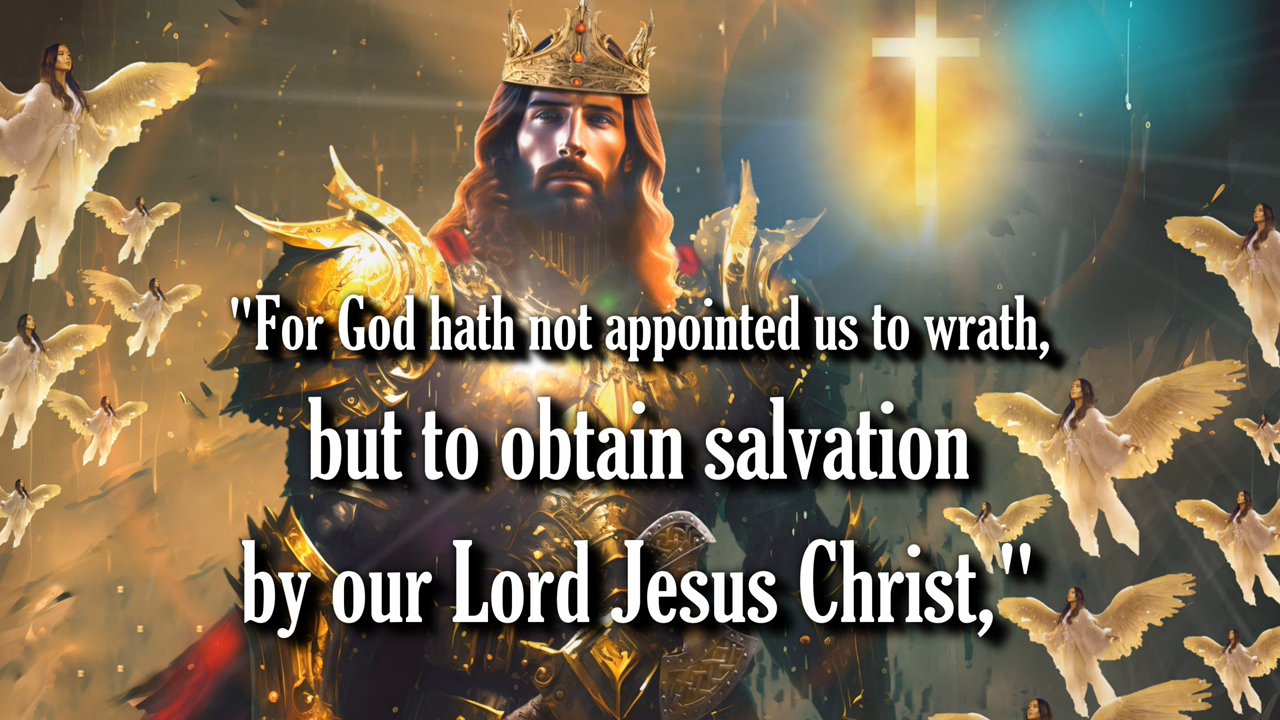 "For God hath not appointed us to wrath,
but to obtain salvation
by our Lord Jesus Christ,"